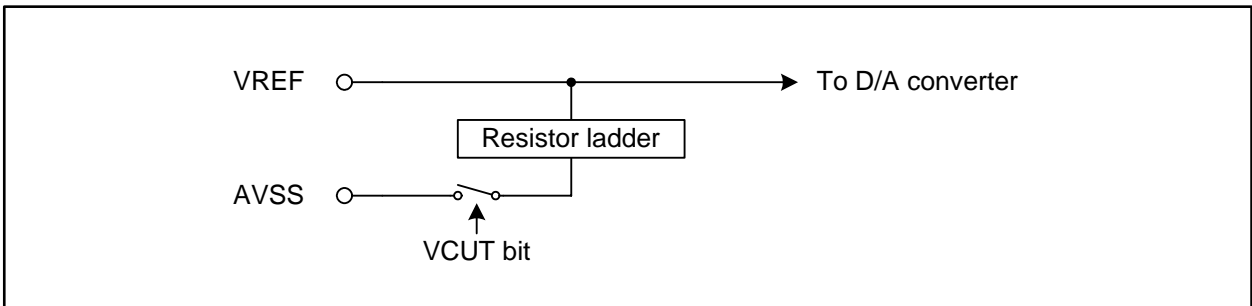 VREF
To D/A converter
Resistor ladder
AVSS
VCUT bit